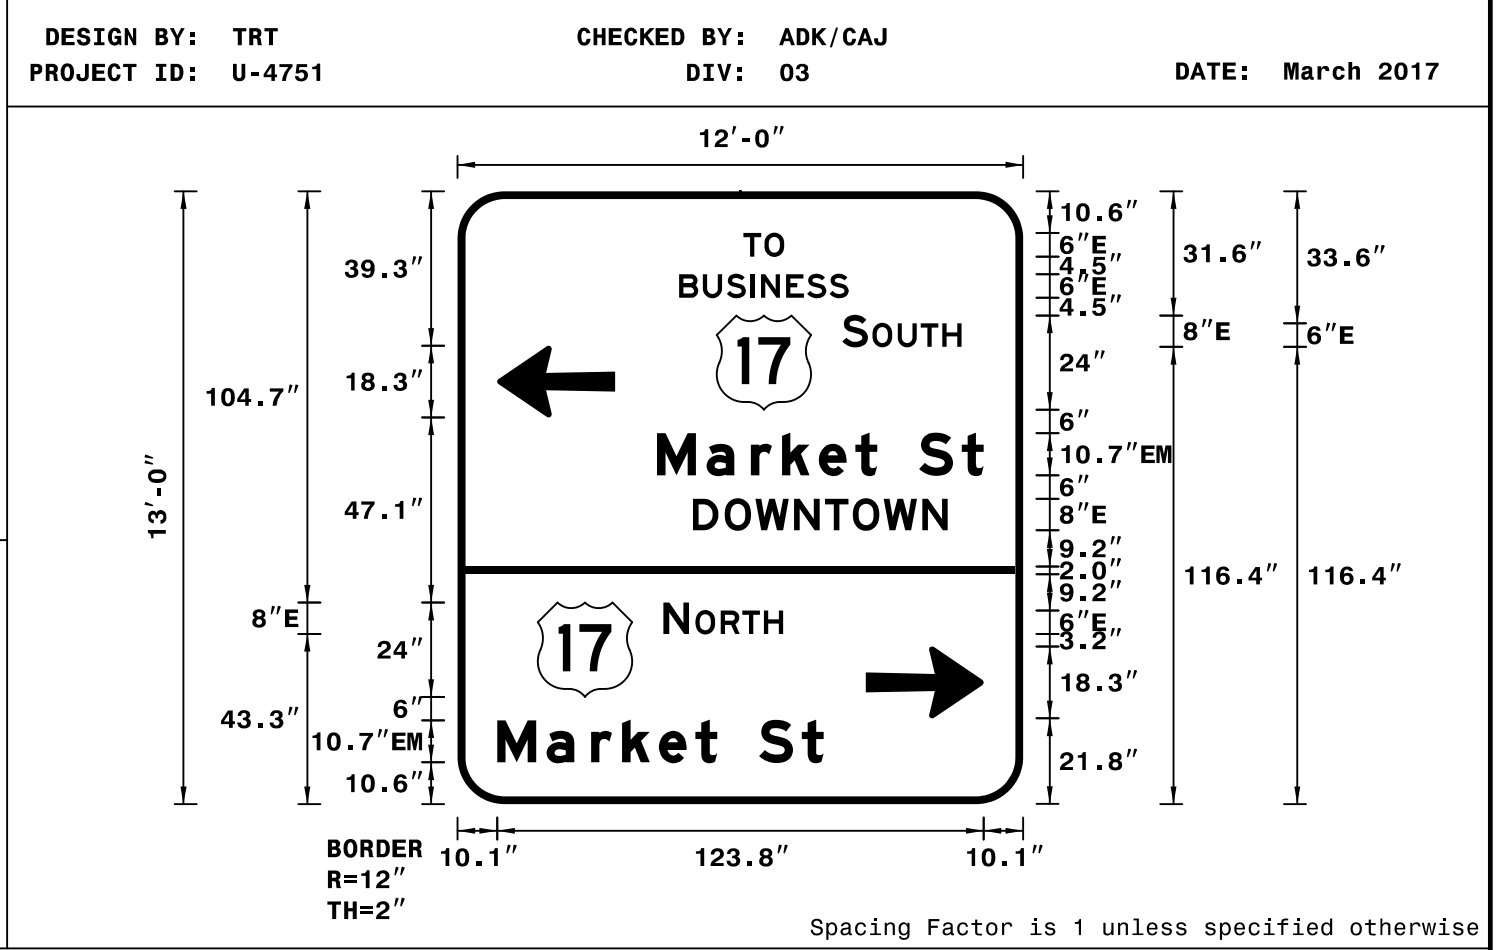 DESIGN BY: TRT
CHECKED BY: ADK/CAJ
PROJECT ID: U-4751
DIV: 03
DATE: March 2017
12'-0"
TO
BUSINESS
17 SOUTH
Market St
DOWNTOWN
17 NORTH
Market St
13'-0"
104.7"
8"E
43.3"
39.3"
18.3"
47.1"
24"
6"
10.7"EM
10.6"
10.6"
6"E
4.5"
6"E
4.5"
24"
6"
10.7"EM
6"
8"E
9.2"
2.0"
9.2"
6"E
3.2"
18.3"
21.8"
31.6"
8"E
116.4"
33.6"
6"E
116.4"
10.1" 123.8" 10.1"
BORDER
R=12"
TH=2"
Spacing Factor is 1 unless specified otherwise